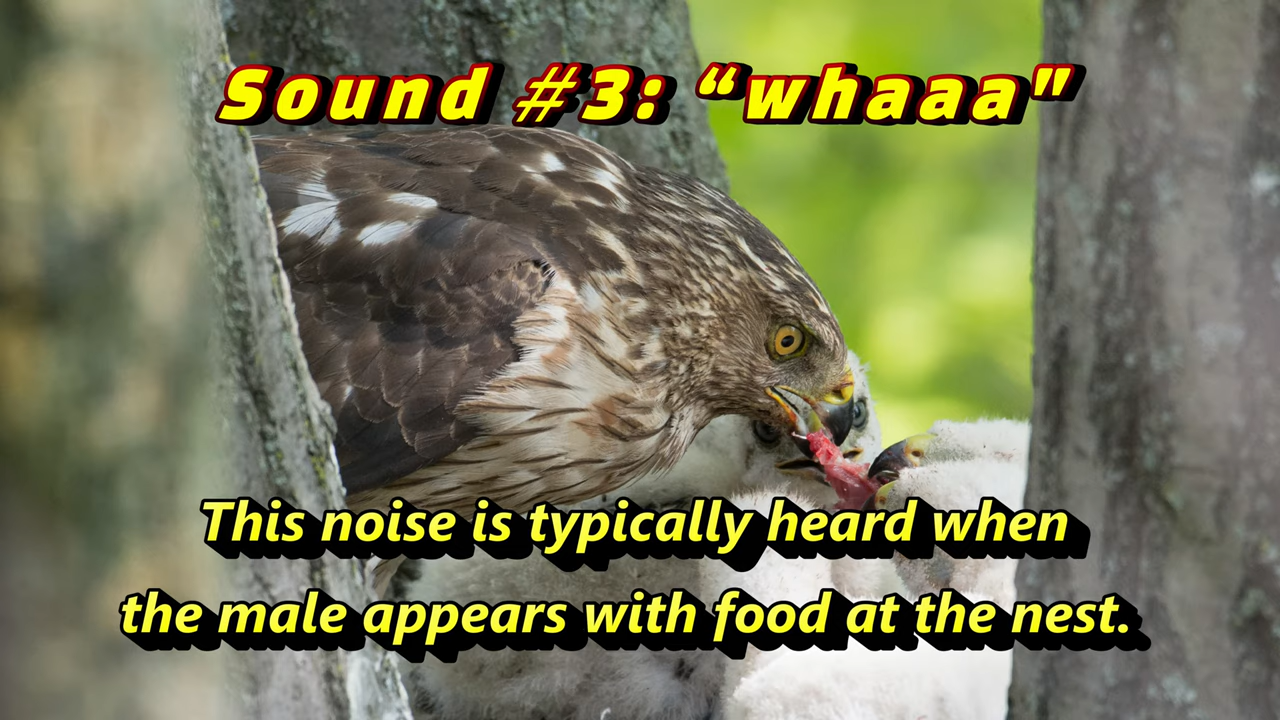 Sound #3: “whaaa"
This noise is typically heard when
the male appears with food at the nest.